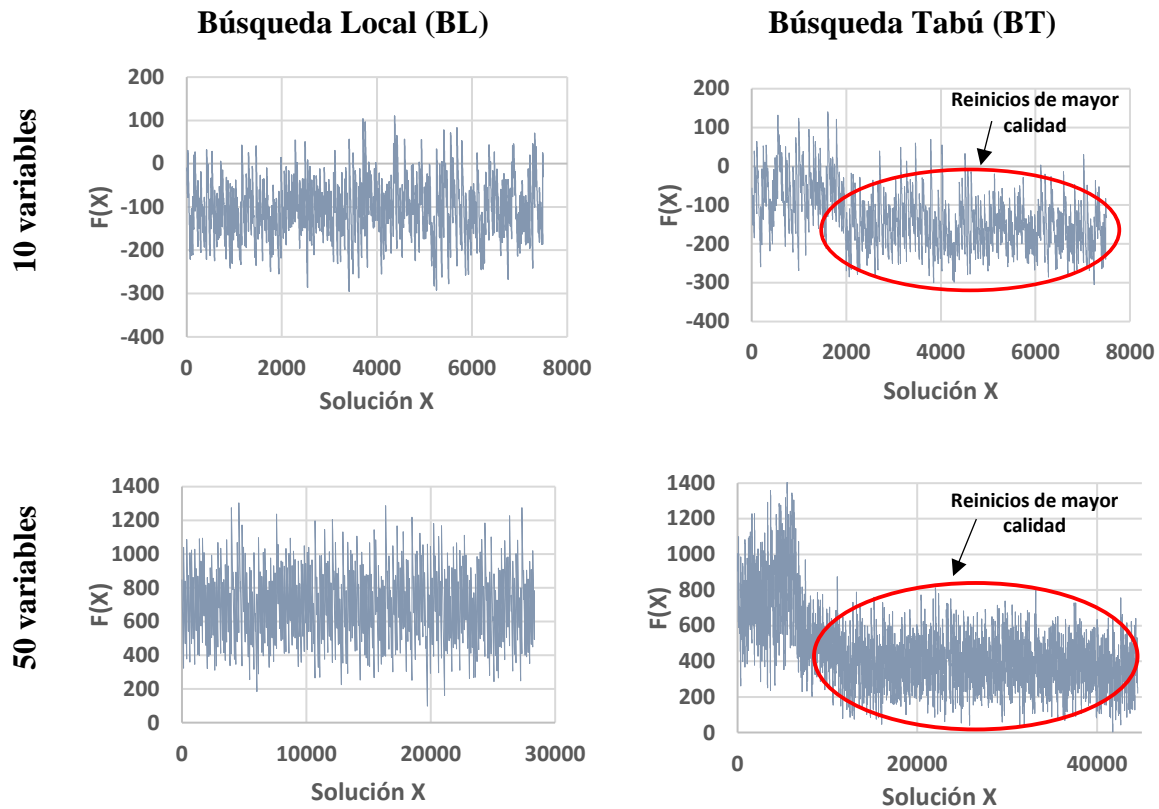 Búsqueda Local (BL)
Búsqueda Tabú (BT)
10 variables
200
100
0
-100
-200
-300
-400
F(X)
0 2000 4000 6000 8000
Solución X
200
100
0
-100
-200
-300
-400
F(X)
Reinicios de mayor
calidad
0 2000 4000 6000 8000
Solución X
50 variables
1400
1200
1000
800
600
400
200
0
F(X)
0 10000 20000 30000
Solución X
1400
1200
1000
800
600
400
200
0
F(X)
Reinicios de mayor
calidad
0 20000 40000
Solución X